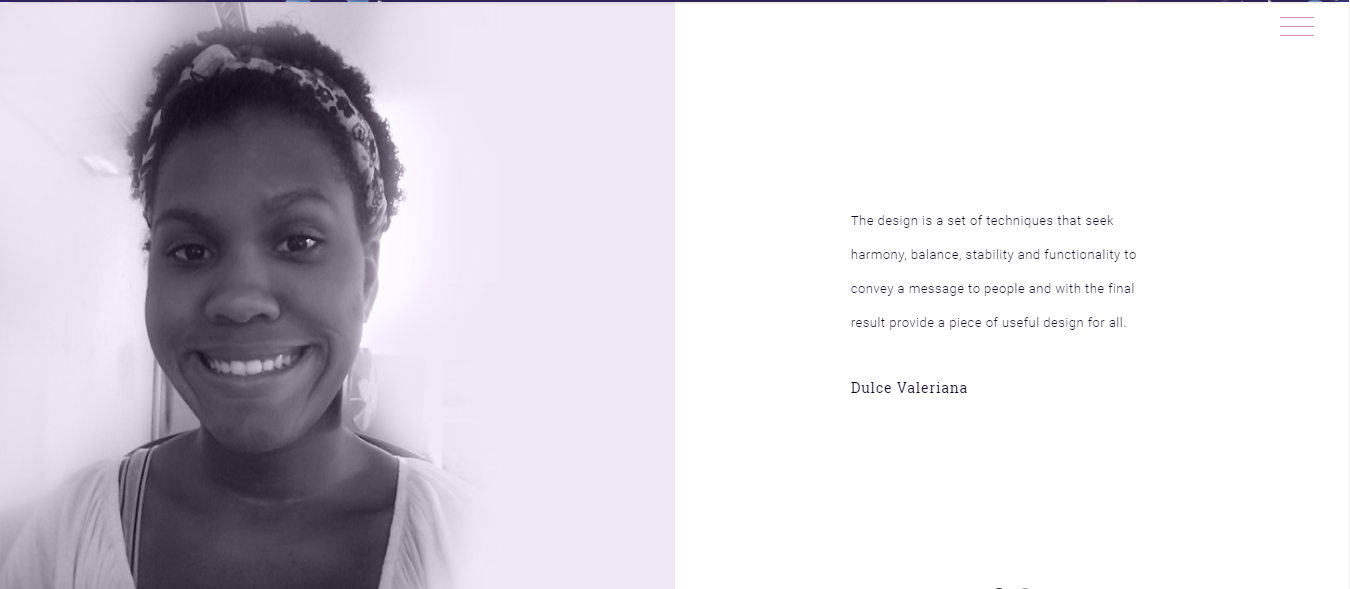 The design is a set of techniques that seek
harmony, balance, stability and functionality to
convey a message to people and with the final
result provide a piece of useful design for all.
Dulce Valeriana